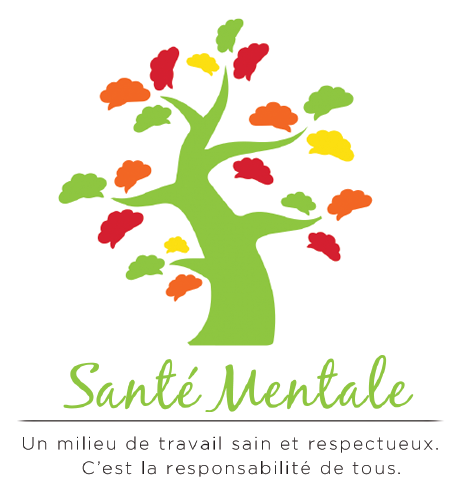 Santé Mentale
Un milieu de travail sain et respectueux.
C'est la responsabilité de tous.